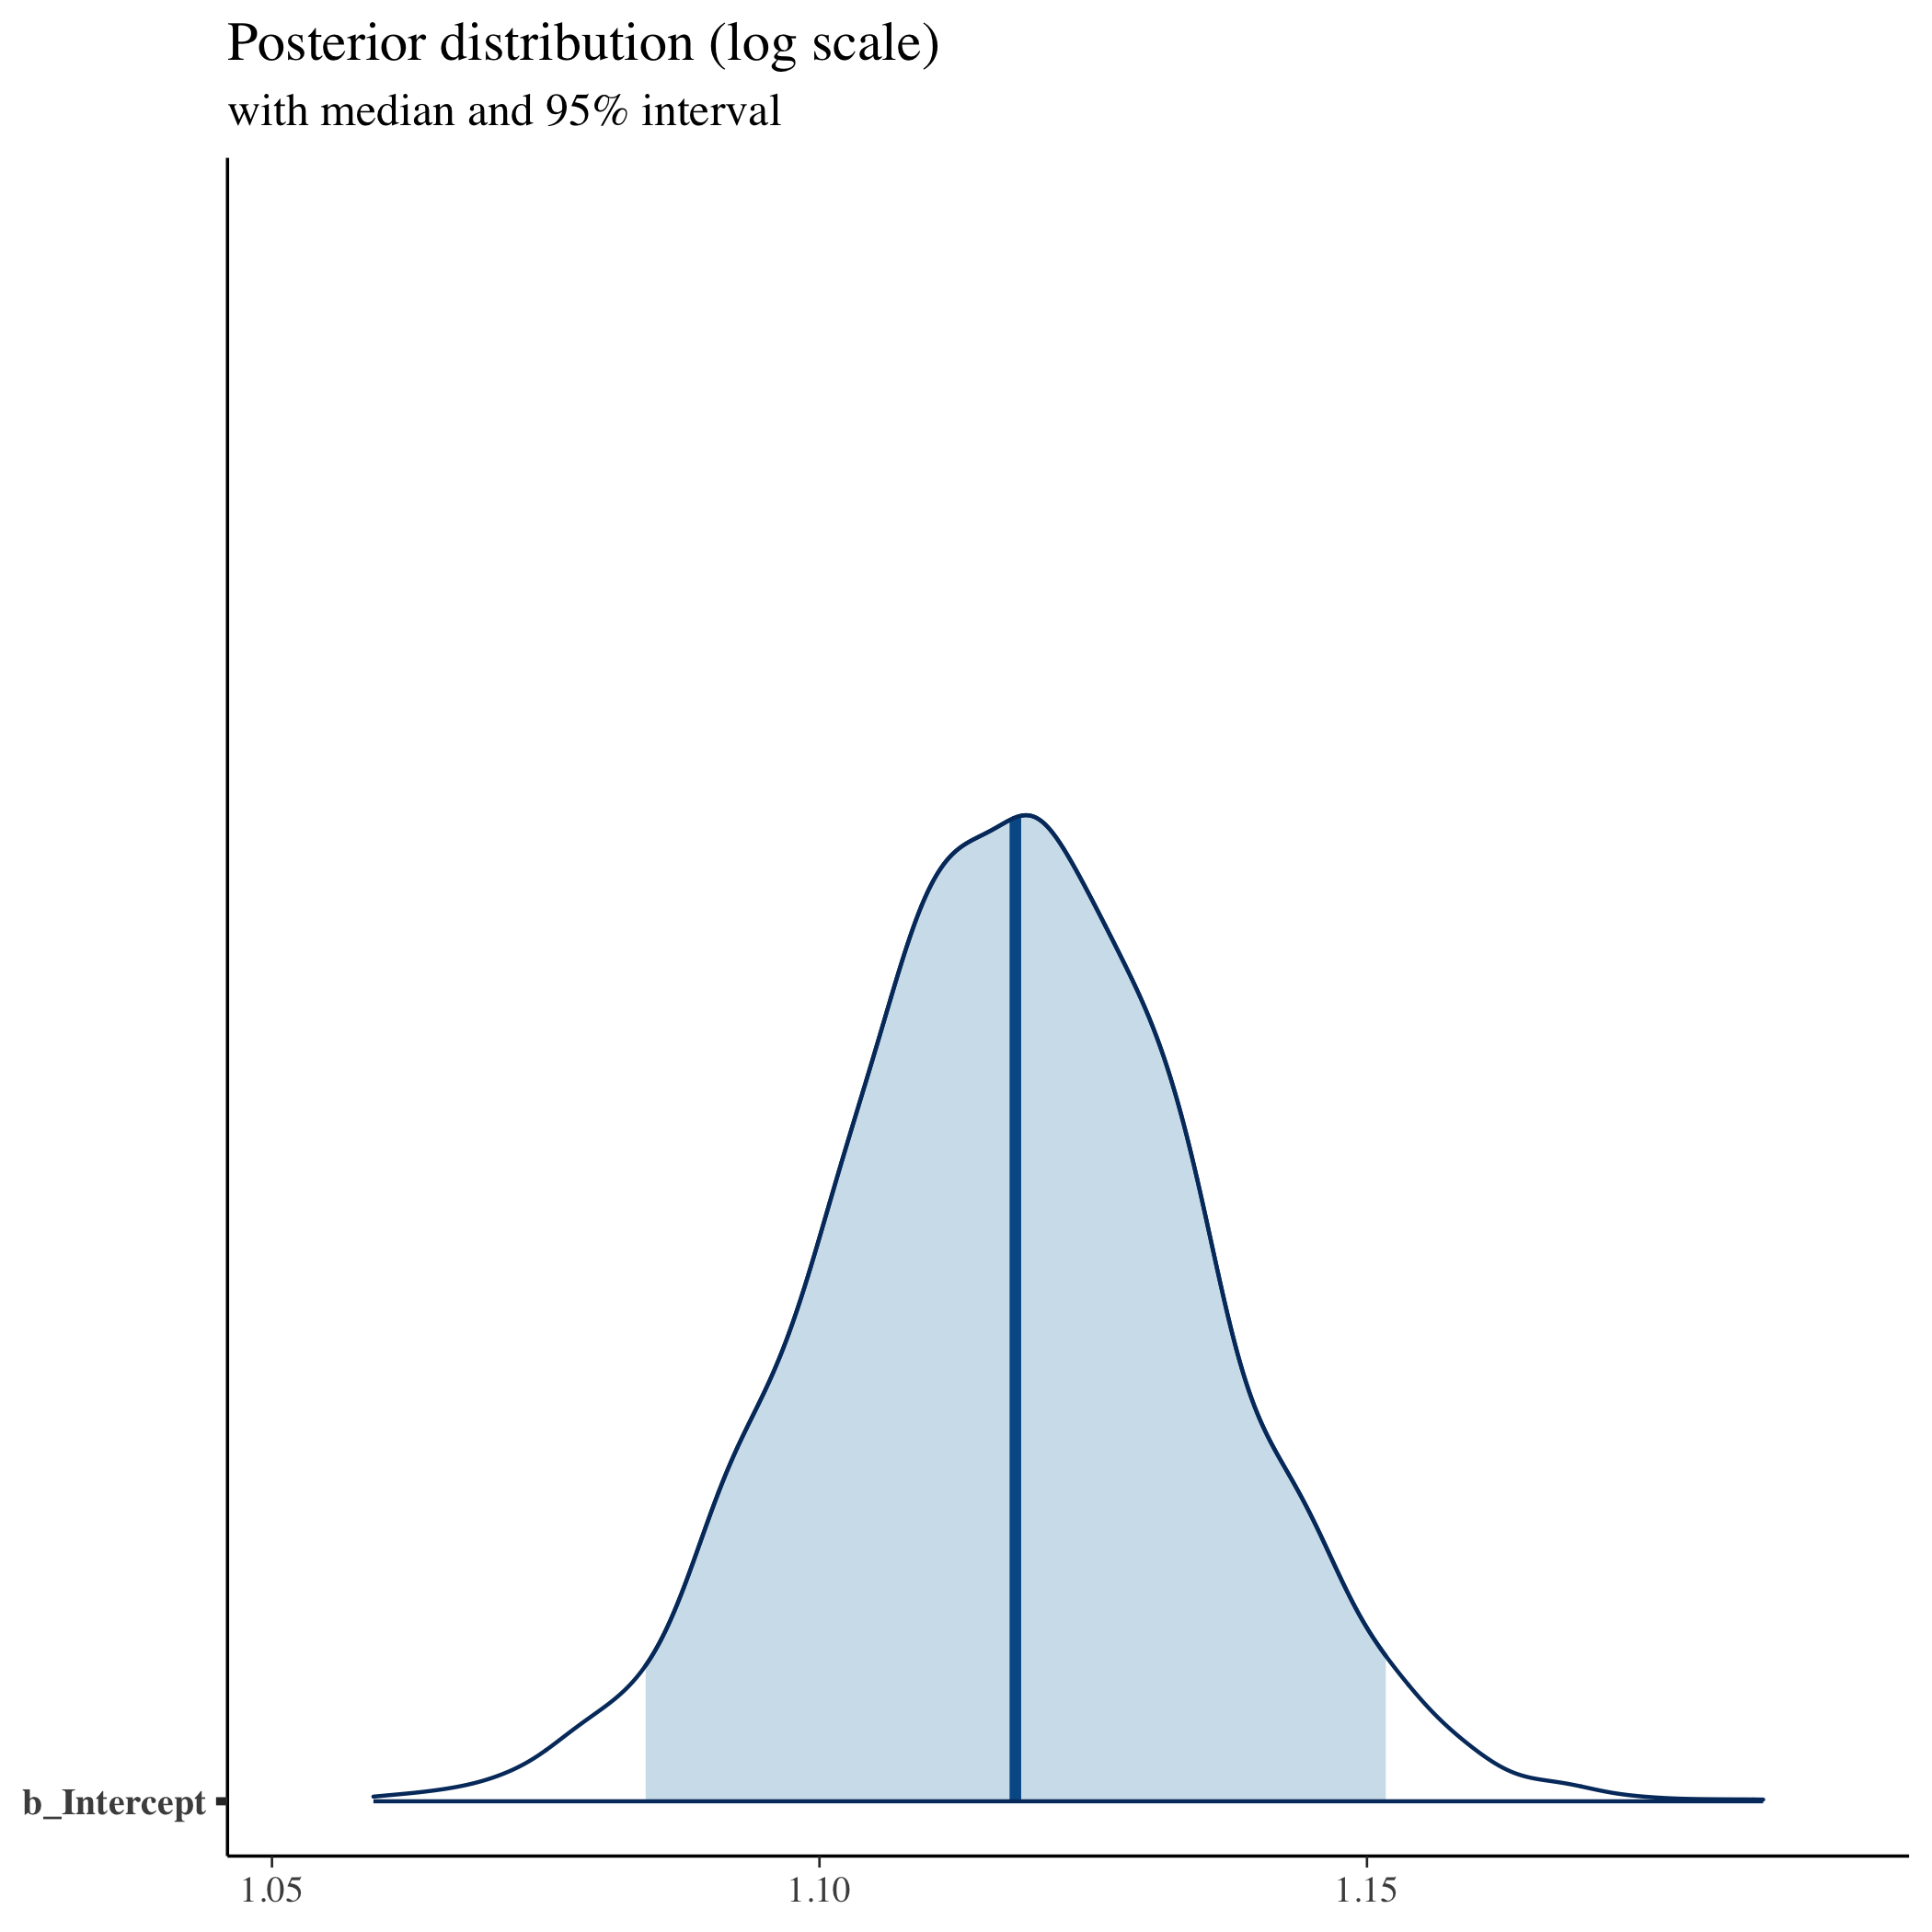 Posterior distribution (log scale)
with median and 95% interval
b_Intercept
1.05 1.10 1.15